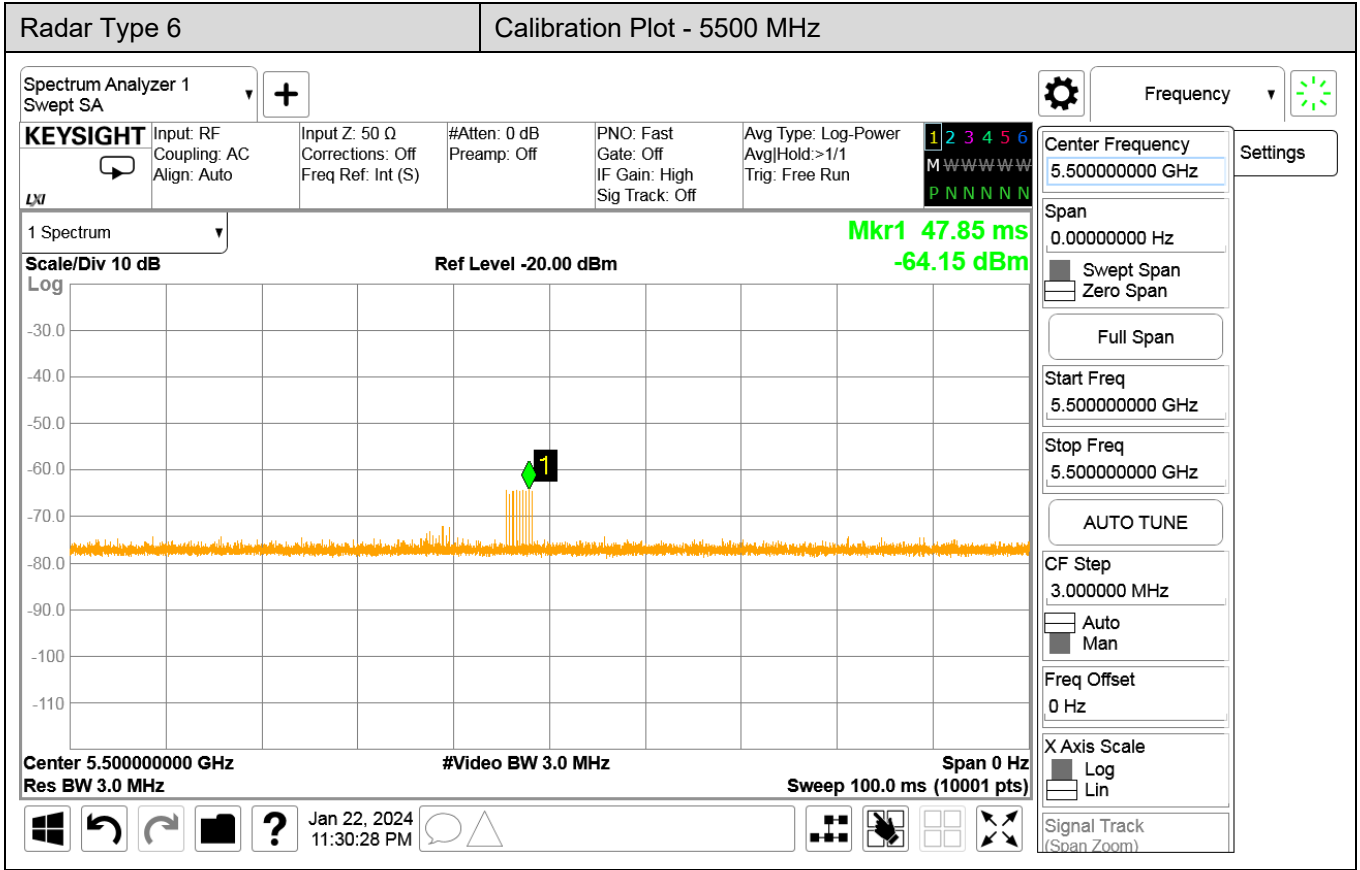 Radar Type 6
Calibration Plot - 5500 MHz
Spectrum Analyzer 1
Swept SA
Frequency
KEYSIGHT
LXI
Input: RF
Coupling: AC
Align: Auto
Input Z: 50 Ω
Corrections: Off
Freq Ref: Int (S)
#Atten: 0 dB
Preamp: Off
PNO: Fast
Gate: Off
IF Gain: High
Sig Track: Off
Avg Type: Log-Power
Avg|Hold:>1/1
Trig: Free Run
1 2 3 4 5 6
M W W W W W
P N N N N N
Settings
Center Frequency
5.500000000 GHz
Span
0.00000000 Hz
Swept Span
Zero Span
Full Span
Start Freq
5.500000000 GHz
Stop Freq
5.500000000 GHz
AUTO TUNE
CF Step
3.000000 MHz
Auto
Man
Freq Offset
0 Hz
X Axis Scale
Log
Lin
Signal Track
(Span Zoom)
1 Spectrum
Mkr1 47.85 ms
-64.15 dBm
Scale/Div 10 dB
Ref Level -20.00 dBm
Log
-30.0
-40.0
-50.0
-60.0
-70.0
-80.0
-90.0
-100
-110
1
Center 5.500000000 GHz
#Video BW 3.0 MHz
Span 0 Hz
Res BW 3.0 MHz
Sweep 100.0 ms (10001 pts)
?
Jan 22, 2024
11:30:28 PM